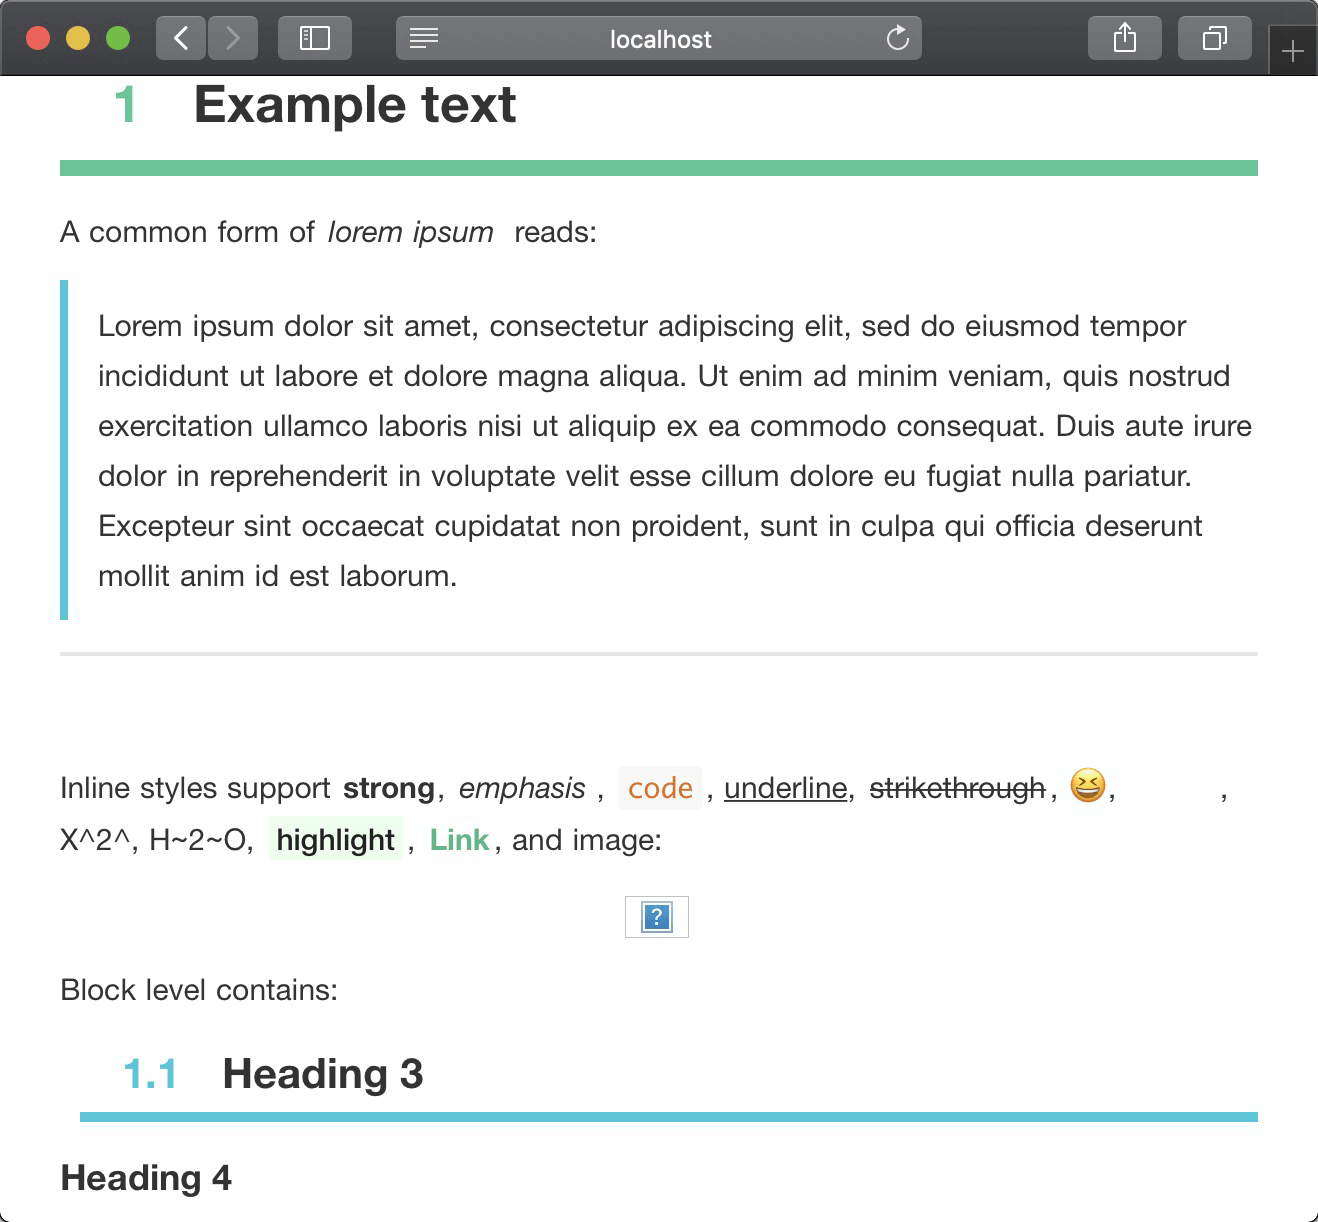 localhost
1 Example text
A common form of lorem ipsum reads:
Lorem ipsum dolor sit amet, consectetur adipiscing elit, sed do eiusmod tempor
incididunt ut labore et dolore magna aliqua. Ut enim ad minim veniam, quis nostrud
exercitation ullamco laboris nisi ut aliquip ex ea commodo consequat. Duis aute irure
dolor in reprehenderit in voluptate velit esse cillum dolore eu fugiat nulla pariatur.
Excepteur sint occaecat cupidatat non proident, sunt in culpa qui officia deserunt
mollit anim id est laborum.
Inline styles support strong, emphasis , code , underline, strikethrough, 😆, ,
X^2^, H~2~O, highlight , Link , and image:
?
Block level contains:
1.1 Heading 3
Heading 4